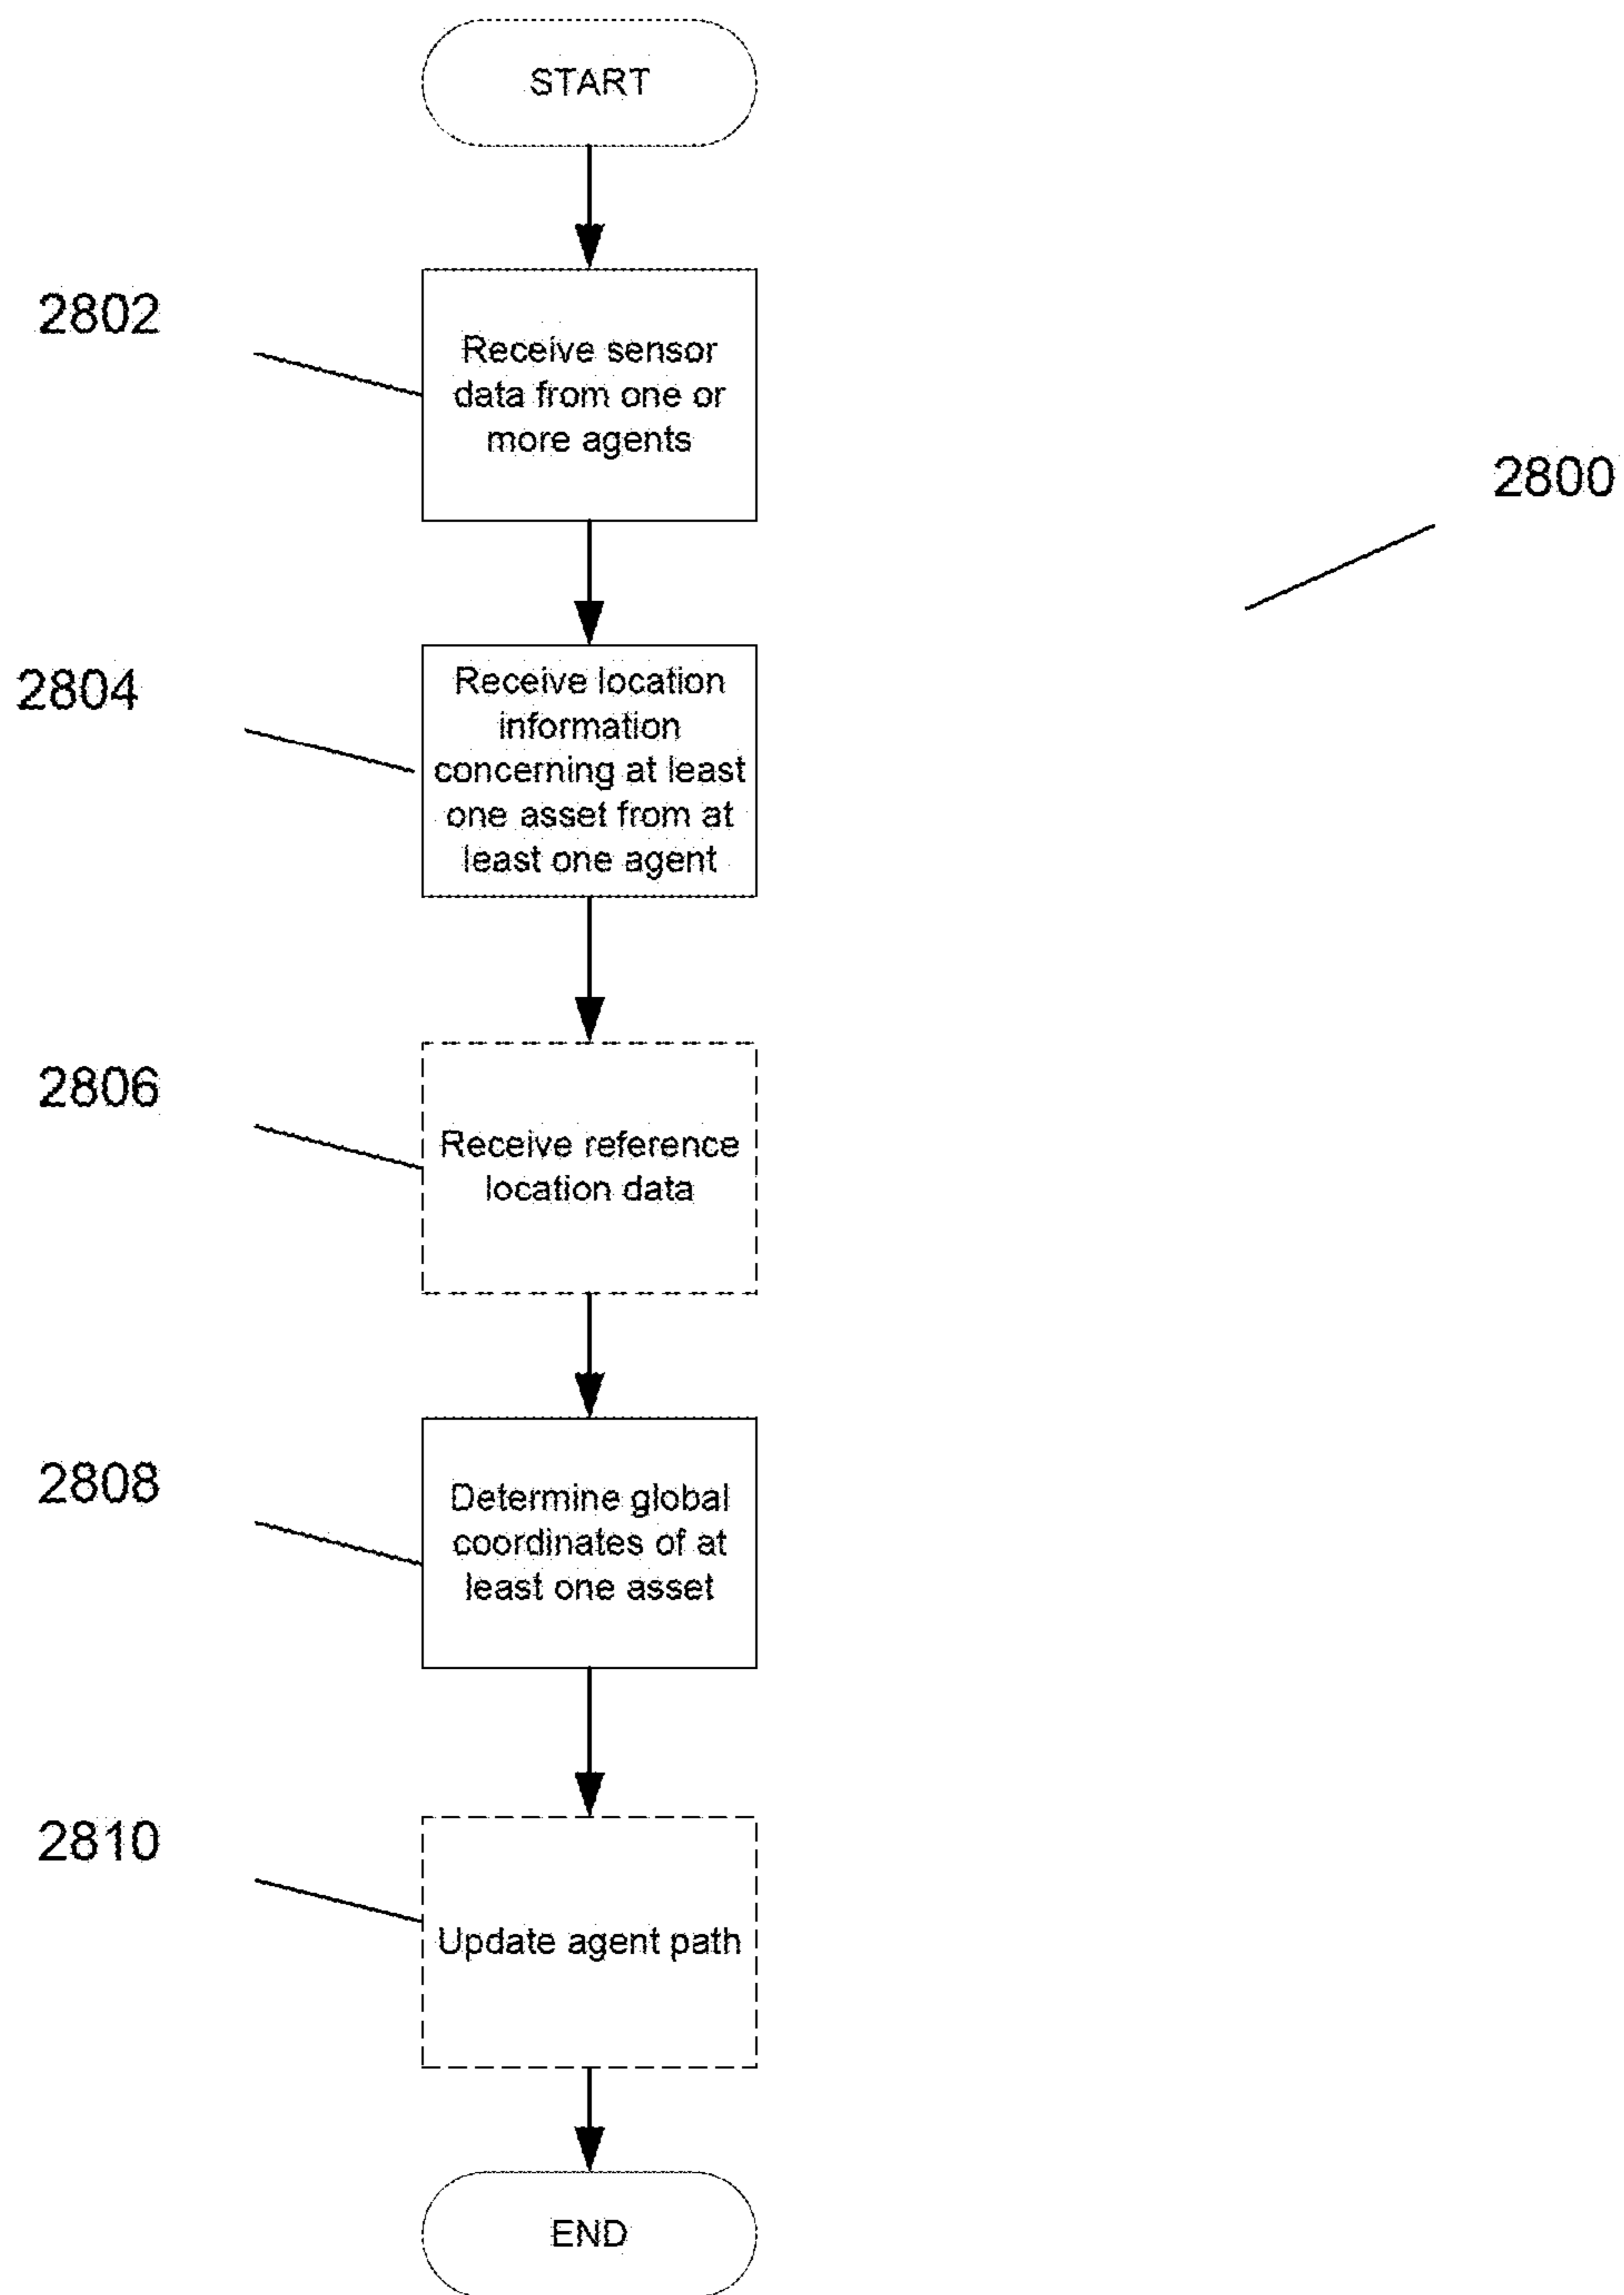 START
2802
Receive sensor
data from one or
more agents
2800
2804
Receive location
information
concerning at least
one asset from at
least one agent
2806
Receive reference
location data
2808
Determine global
coordinates of at
least one asset
2810
Update agent path
END